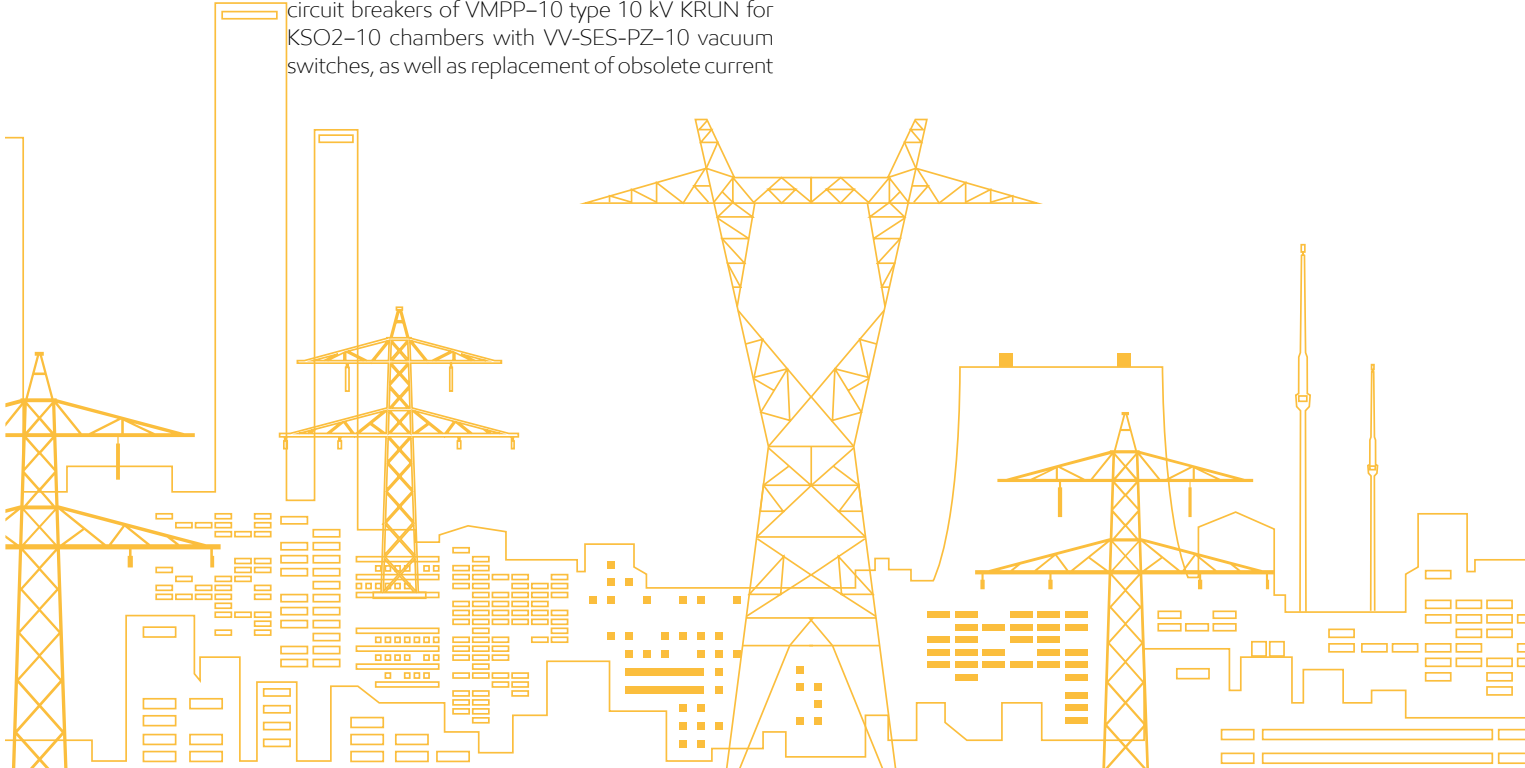 circuit breakers of VMPP–10 type 10 kV KRUN for
KSO2–10 chambers with VV-SES-PZ–10 vacuum
switches, as well as replacement of obsolete current